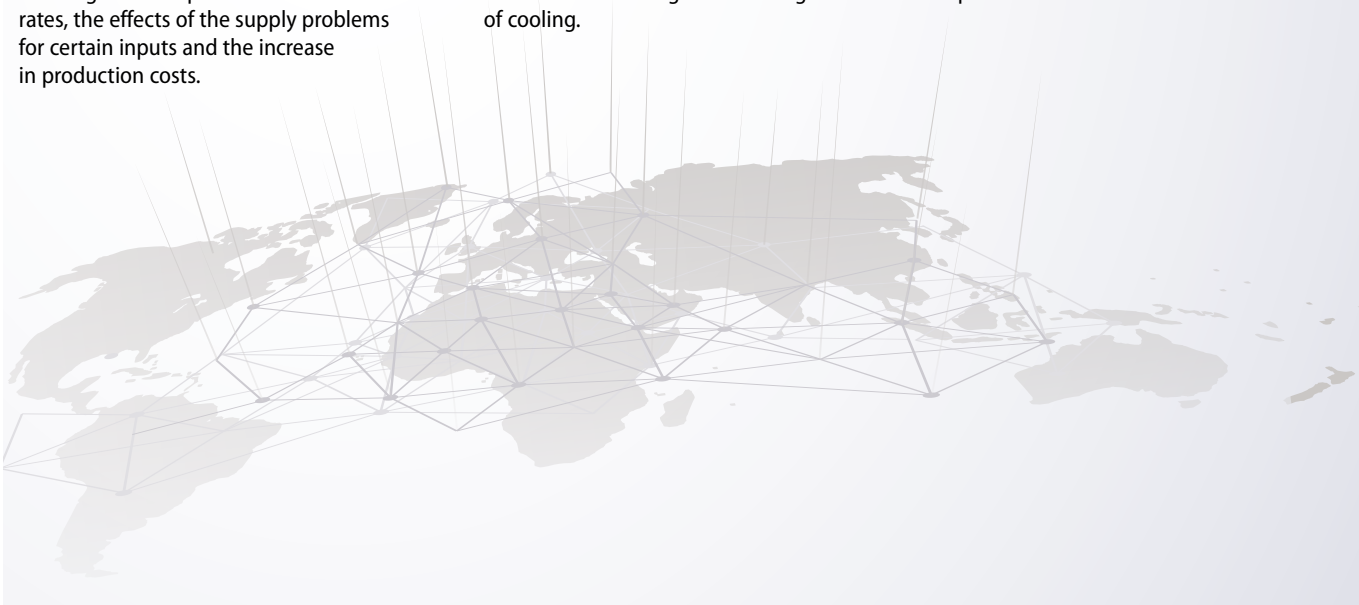 rates, the effects of the supply problems
for certain inputs and the increase
in production costs.
of cooling.